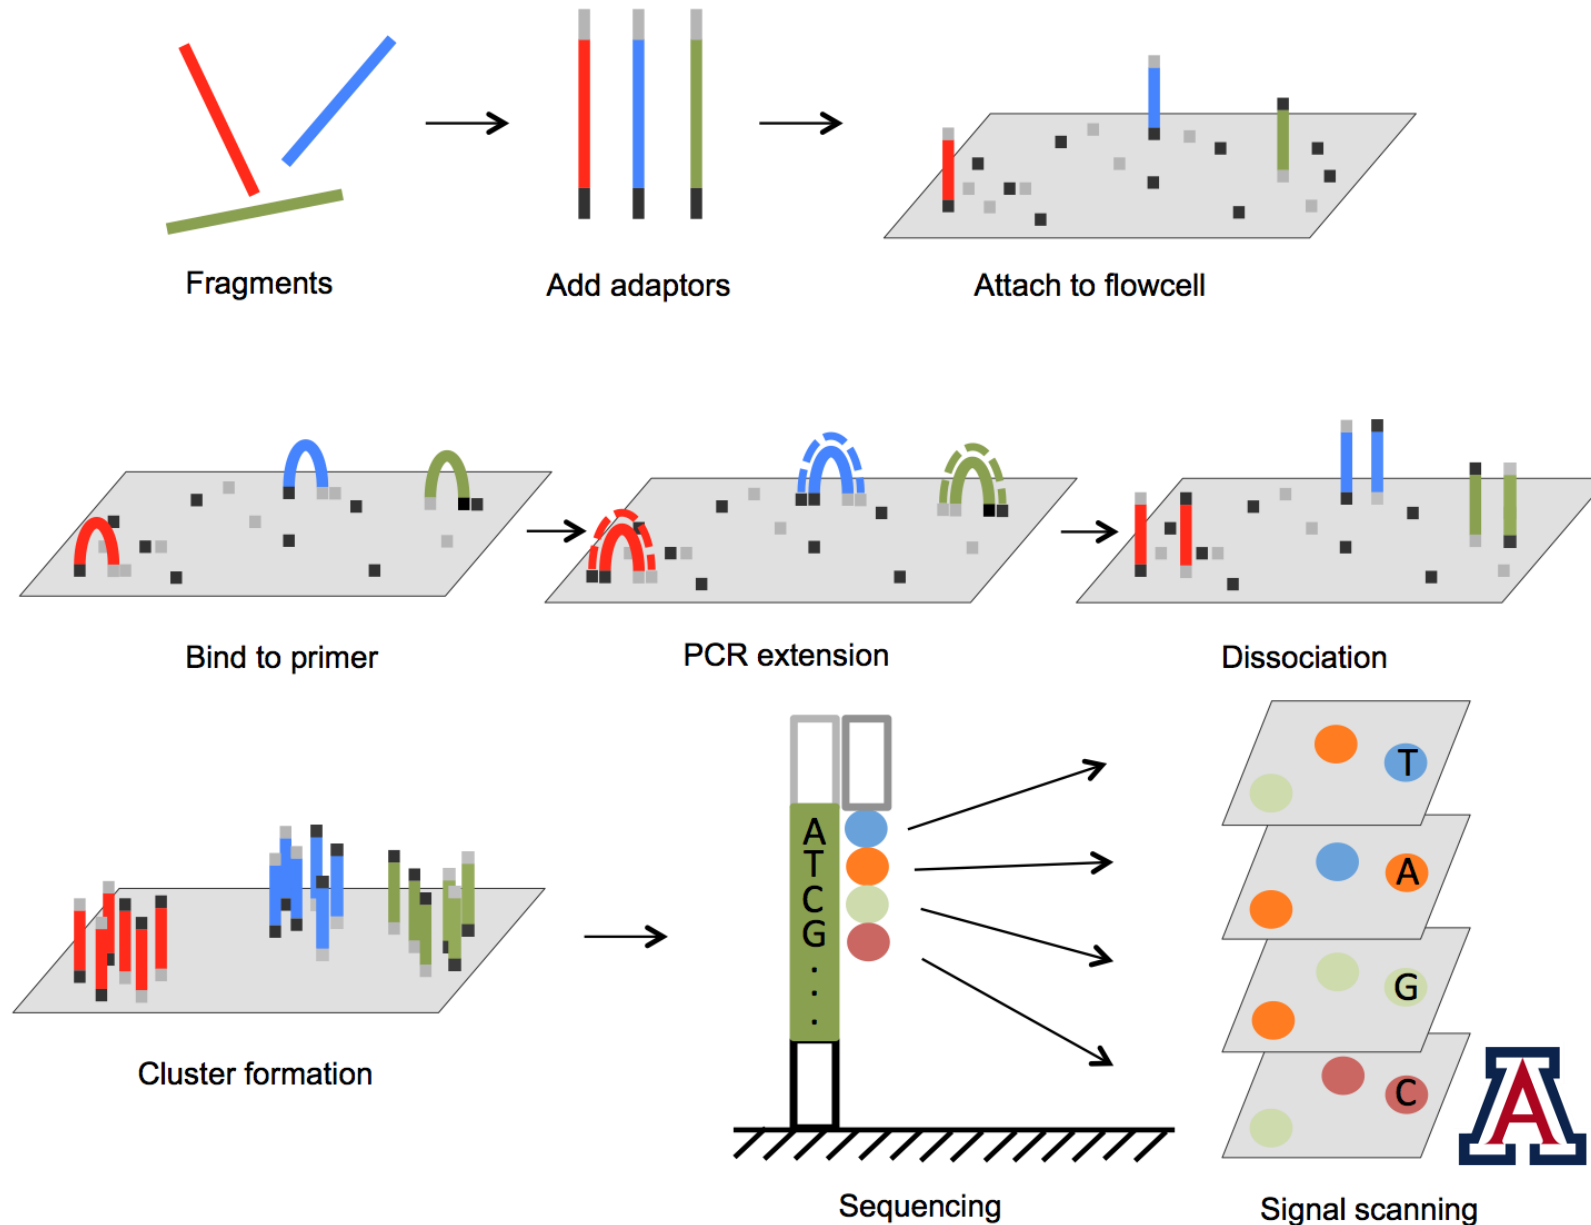 Fragments
Add adaptors
Attach to flowcell
Bind to primer
PCR extension
Dissociation
Cluster formation
A
T
C
G
.
.
.
Sequencing
T
A
G
C
Signal scanning
A